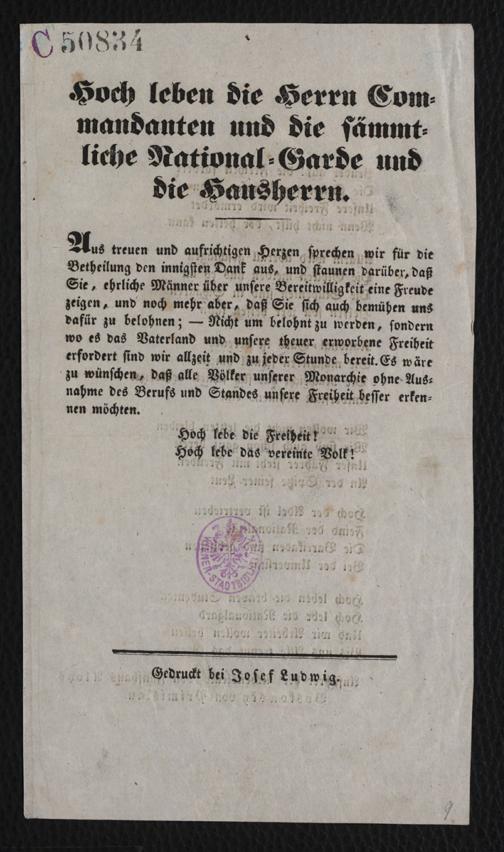 C 50834
Hoch leben die Herrn Com-
mandanten und die sämmt-
liche National-Garde und
die Hausherrn.
Aus treuen und aufrichtigen Herzen sprechen wir für die
Betheilung den innigsten Dank aus, und staunen darüber, daß
Sie, ehrliche Männer über unsere Bereitwilligkeit eine Freude
zeigen, und noch mehr aber, daß Sie sich auch bemühen uns
dafür zu belohnen; — Nicht um belohnt zu werden, sondern
wo es das Vaterland und unsere theuer erworbene Freiheit
erfordert sind wir allzeit und zu jeder Stunde bereit. Es wäre
zu wünschen, daß alle Völker unserer Monarchie ohne Aus-
nahme des Berufs und Standes unsere Freiheit besser erken-
nen möchten.
Hoch lebe die Freiheit!
Hoch lebe das vereinte Volk!
WIENER-STADTBIBLIOTHEK
Gedruckt bei Josef Ludwig.
9